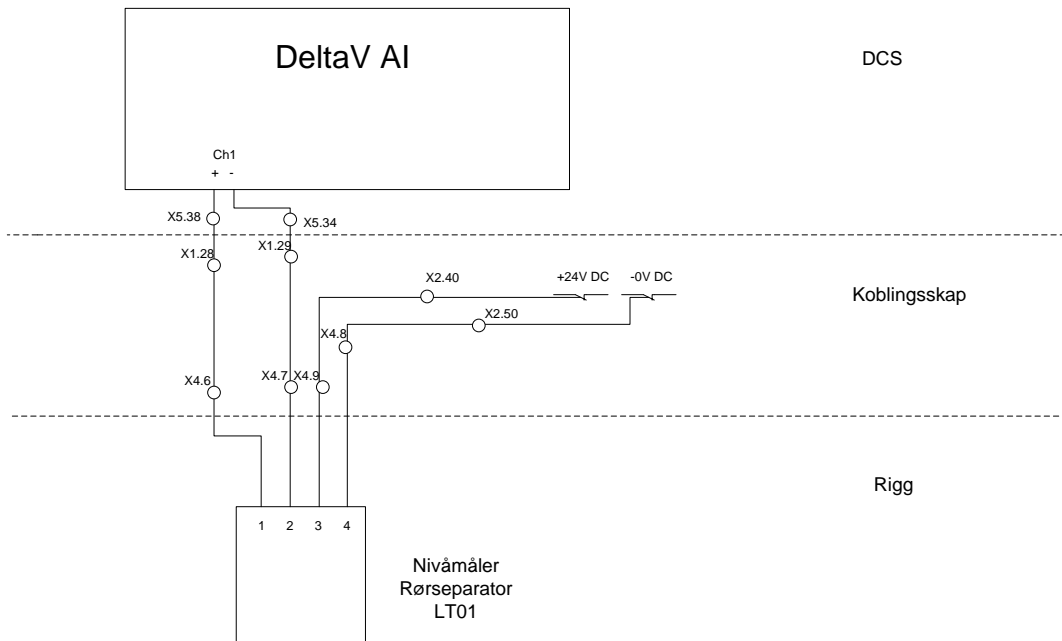 DeltaV AI
DCS
Ch1
+ -
X5.38
X5.34
X1.28
X1.29
X2.40
+24V DC
-0V DC
Koblingsskap
X2.50
X4.8
X4.6
X4.7
X4.9
Rigg
1 2 3 4
Nivåmåler
Rørseparator
LT01